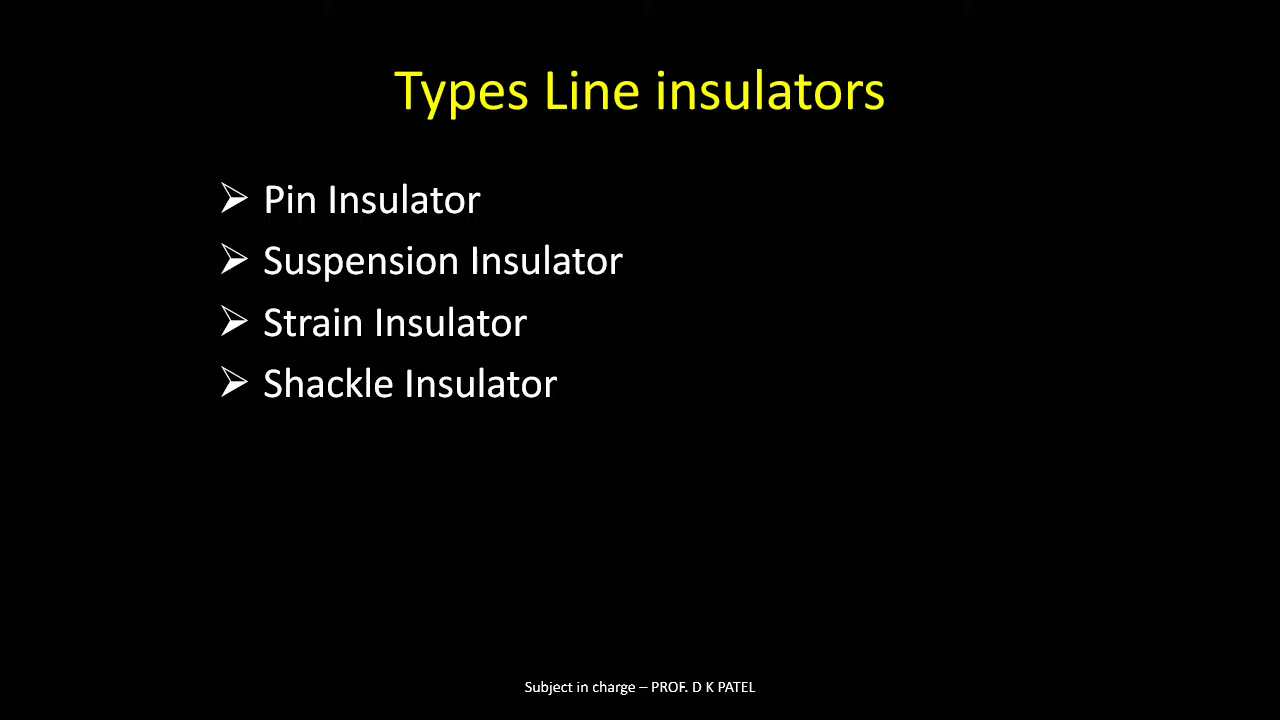 Types Line insulators
➢ Pin Insulator
➢ Suspension Insulator
➢ Strain Insulator
➢ Shackle Insulator
Subject in charge – PROF. D K PATEL